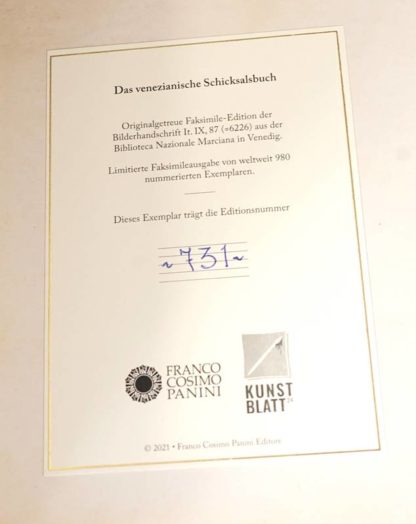 Das venezianische Schicksalsbuch
Originalgetreue Faksimile-Edition der
Bilderhandschrift It. IX, 87 (=6226) aus der
Biblioteca Nazionale Marciana in Venedig.
Limitierte Faksimileausgabe von weltweit 980
nummerierten Exemplaren.
Dieses Exemplar trägt die Editionsnummer
~731~
FRANCO
COSIMO
PANINI
KUNST
BLATT
© 2021 • Franco Cosimo Panini Editore